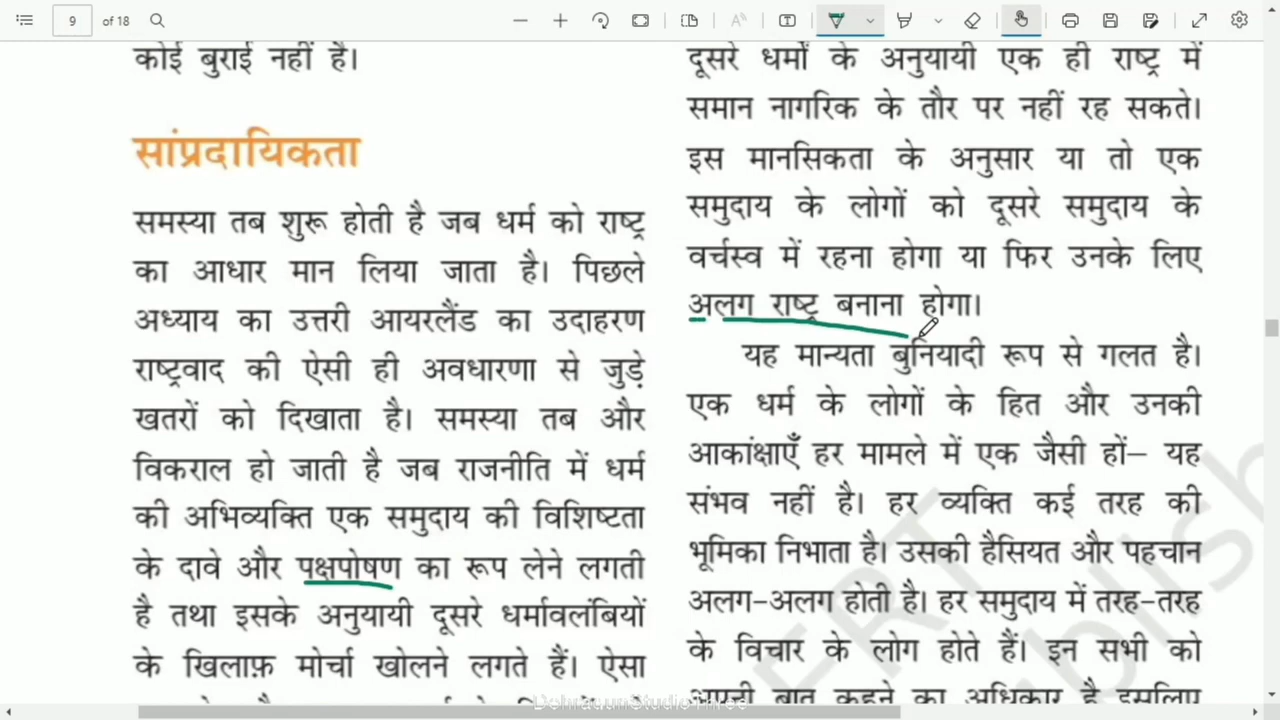 9 of 18
कोई बुराई नहीं है।
सांप्रदायिकता
समस्या तब शुरू होती है जब धर्म को राष्ट्र
का आधार मान लिया जाता है। पिछले
अध्याय का उत्तरी आयरलैंड का उदाहरण
राष्ट्रवाद की ऐसी ही अवधारणा से जुड़े
खतरों को दिखाता है। समस्या तब और
विकराल हो जाती है जब राजनीति में धर्म
की अभिव्यक्ति एक समुदाय की विशिष्टता
के दावे और पक्षपोषण का रूप लेने लगती
है तथा इसके अनुयायी दूसरे धर्मावलंबियों
के खिलाफ़ मोर्चा खोलने लगते हैं। ऐसा
दूसरे धर्मों के अनुयायी एक ही राष्ट्र में
समान नागरिक के तौर पर नहीं रह सकते।
इस मानसिकता के अनुसार या तो एक
समुदाय के लोगों को दूसरे समुदाय के
वर्चस्व में रहना होगा या फिर उनके लिए
अलग राष्ट्र बनाना होगा।
यह मान्यता बुनियादी रूप से गलत है।
एक धर्म के लोगों के हित और उनकी
आकांक्षाएँ हर मामले में एक जैसी हों– यह
संभव नहीं है। हर व्यक्ति कई तरह की
भूमिका निभाता है। उसकी हैसियत और पहचान
अलग-अलग होती है। हर समुदाय में तरह-तरह
के विचार के लोग होते हैं। इन सभी को
अपनी बात कहने का अधिकार है इसलिए
DehradunStudioThree